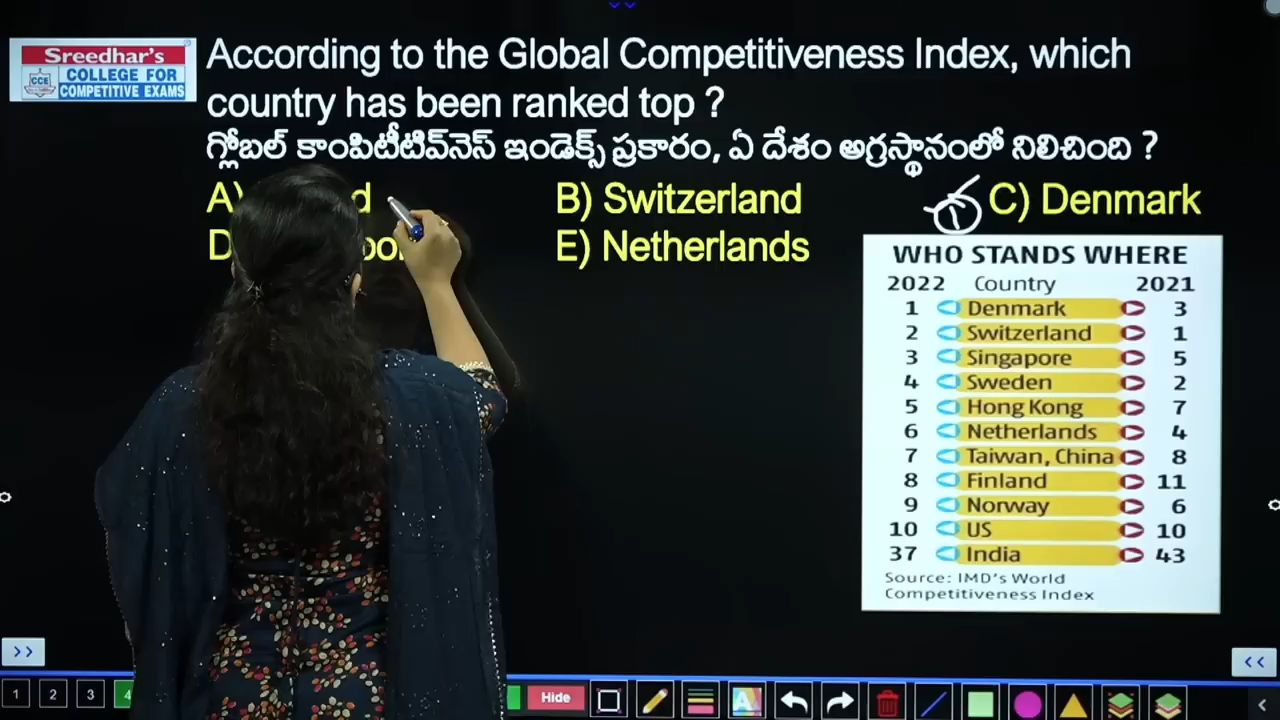 Sreedhar's
CCE
COLLEGE FOR
COMPETITIVE EXAMS
According to the Global Competitiveness Index, which
country has been ranked top ?
గ్లోబల్ కాంపిటీటివ్‌నెస్ ఇండెక్స్ ప్రకారం, ఏ దేశం అగ్రస్థానంలో నిలిచింది ?
A) B) Switzerland 1 C) Denmark
E) Netherlands
WHO STANDS WHERE
2022 Country 2021
1 Denmark 3
2 Switzerland 1
3 Singapore 5
4 Sweden 2
5 Hong Kong 7
6 Netherlands 4
7 Taiwan, China 8
8 Finland 11
9 Norway 6
10 US 10
37 India 43
Source: IMD's World
Competitiveness Index
>> <<
1 2 3 4 Hide A <